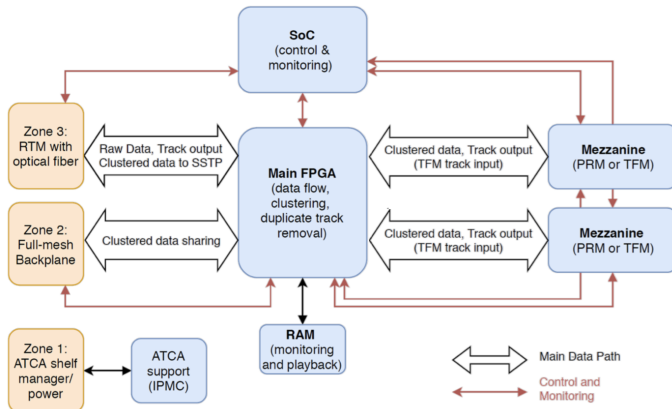 SoC
(control &
monitoring)
Zone 3:
RTM with
optical fiber
Raw Data, Track output
Clustered data to SSTP
Main FPGA
(data flow,
clustering,
duplicate track
removal)
Clustered data, Track output
(TFM track input)
Mezzanine
(PRM or TFM)
Zone 2:
Full-mesh
Backplane
Clustered data sharing
Clustered data, Track output
(TFM track input)
Mezzanine
(PRM or TFM)
Zone 1:
ATCA shelf
manager/
power
ATCA
support
(IPMC)
RAM
(monitoring
and playback)
Main Data Path
Control and
Monitoring